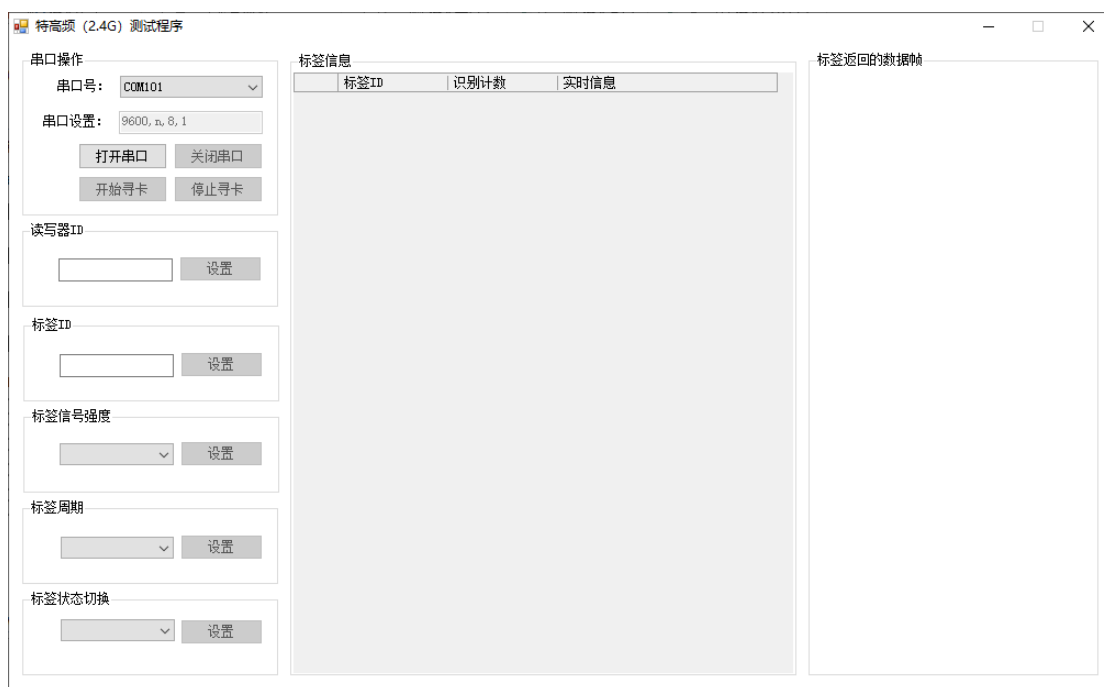 特高频（2.4G）测试程序
串口操作
串口号： COM101
串口设置： 9600, n, 8, 1
打开串口 关闭串口
开始寻卡 停止寻卡
读写器ID
设置
标签ID
设置
标签信号强度
设置
标签周期
设置
标签状态切换
设置
标签信息
标签ID 识别计数 实时信息
标签返回的数据帧